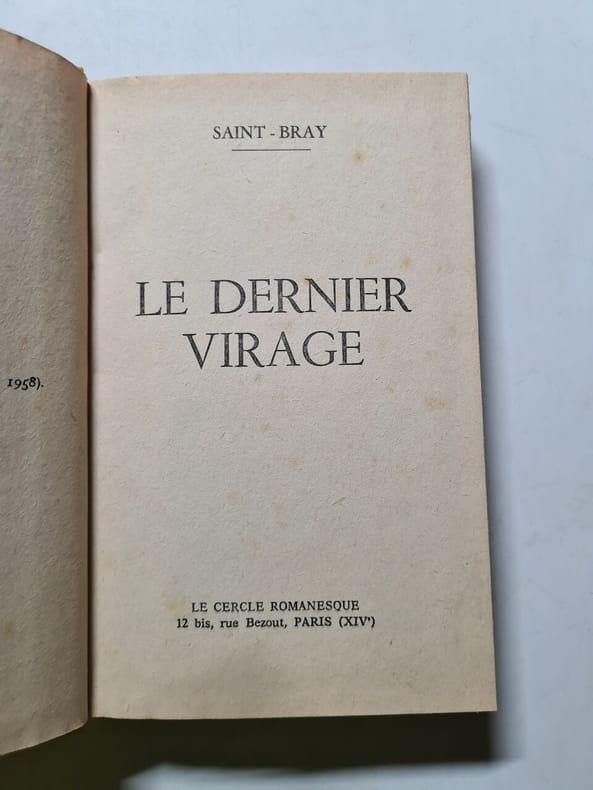 1958).
SAINT - BRAY
LE DERNIER
VIRAGE
LE CERCLE ROMANESQUE
12 bis, rue Bezout, PARIS (XIVᵉ)